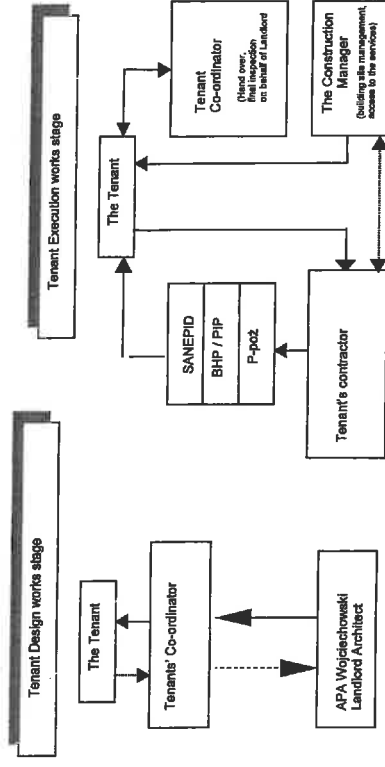 Tenant Design works stage
The Tenant
Tenants' Co-ordinator
APA Wojciechowski
Landlord Architect
Tenant Execution works stage
The Tenant
Tenant
Co-ordinator
(Hand over,
final inspection
on behalf of Landlord
SANEPID
BHP / PIP
P-poż
Tenant's contractor
The Construction
Manager
(building site management,
access to the services)